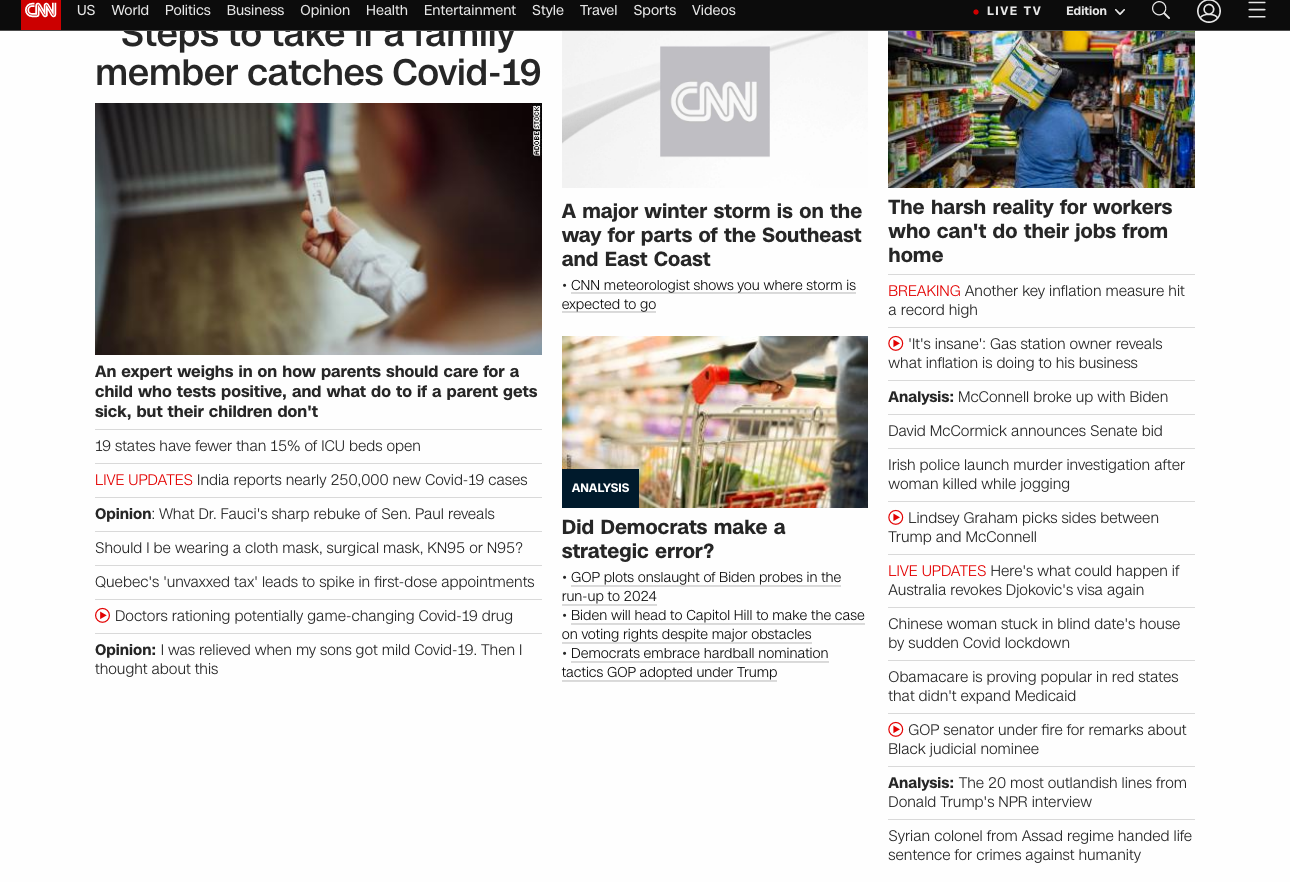 CNN
US
World
Politics
Business
Opinion
Health
Entertainment
Style
Travel
Sports
Videos
LIVE TV
Edition
Steps to take if a family
member catches Covid-19
ADOBE STOCK
An expert weighs in on how parents should care for a
child who tests positive, and what do to if a parent gets
sick, but their children don't
19 states have fewer than 15% of ICU beds open
LIVE UPDATES India reports nearly 250,000 new Covid-19 cases
Opinion: What Dr. Fauci's sharp rebuke of Sen. Paul reveals
Should I be wearing a cloth mask, surgical mask, KN95 or N95?
Quebec's 'unvaxxed tax' leads to spike in first-dose appointments
Doctors rationing potentially game-changing Covid-19 drug
Opinion: I was relieved when my sons got mild Covid-19. Then I
thought about this
CNN
A major winter storm is on the
way for parts of the Southeast
and East Coast
• CNN meteorologist shows you where storm is
expected to go
ANALYSIS
Did Democrats make a
strategic error?
• GOP plots onslaught of Biden probes in the
run-up to 2024
• Biden will head to Capitol Hill to make the case
on voting rights despite major obstacles
• Democrats embrace hardball nomination
tactics GOP adopted under Trump
The harsh reality for workers
who can't do their jobs from
home
BREAKING Another key inflation measure hit
a record high
'It's insane': Gas station owner reveals
what inflation is doing to his business
Analysis: McConnell broke up with Biden
David McCormick announces Senate bid
Irish police launch murder investigation after
woman killed while jogging
Lindsey Graham picks sides between
Trump and McConnell
LIVE UPDATES Here's what could happen if
Australia revokes Djokovic's visa again
Chinese woman stuck in blind date's house
by sudden Covid lockdown
Obamacare is proving popular in red states
that didn't expand Medicaid
GOP senator under fire for remarks about
Black judicial nominee
Analysis: The 20 most outlandish lines from
Donald Trump's NPR interview
Syrian colonel from Assad regime handed life
sentence for crimes against humanity